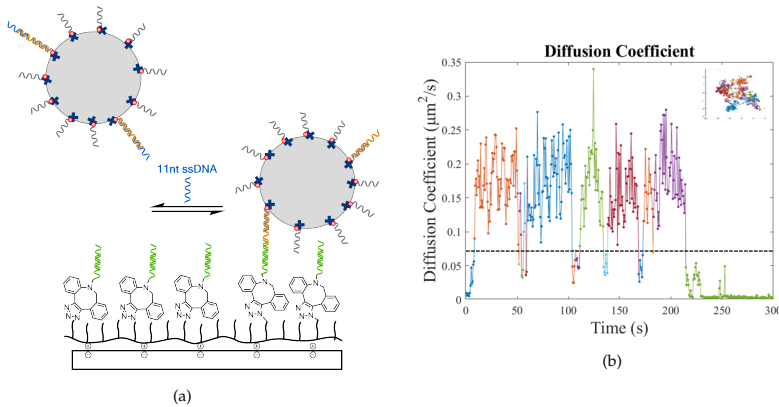 11nt ssDNA
N
N
N
N
N
N N N N N N N N N N
N N N N N
(a)
Diffusion Coefficient
Diffusion Coefficient (μm²/s)
0.35
0.3
0.25
0.2
0.15
0.1
0.05
0
0 50 100 150 200 250 300
Time (s)
(b)